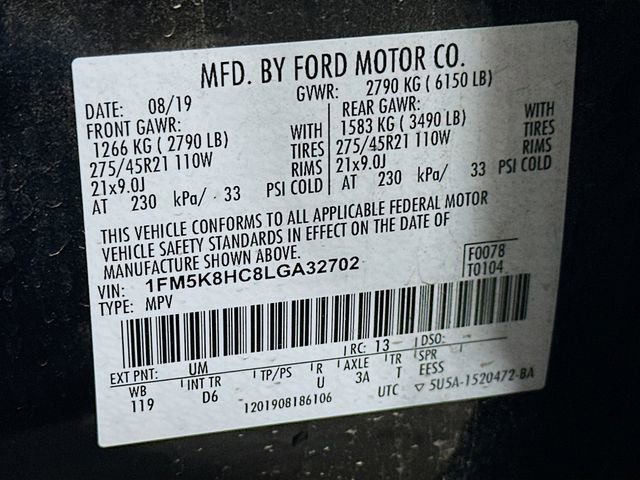 MFD. BY FORD MOTOR CO.
DATE: 08/19 GVWR: 2790 KG ( 6150 LB)
FRONT GAWR: REAR GAWR:
1266 KG ( 2790 LB) WITH 1583 KG ( 3490 LB) WITH
275/45R21 110W TIRES 275/45R21 110W TIRES
21x9.0J RIMS 21x9.0J RIMS
AT 230 kPa/ 33 PSI COLD AT 230 kPa/ 33 PSI COLD
THIS VEHICLE CONFORMS TO ALL APPLICABLE FEDERAL MOTOR
VEHICLE SAFETY STANDARDS IN EFFECT ON THE DATE OF
MANUFACTURE SHOWN ABOVE.
VIN: 1FM5K8HC8LGA32702 F0078
TYPE: MPV T0104
EXT PNT: UM RC: 13 DSO:
WB INT TR TP/PS R AXLE TR SPR
119 D6 U 3A T EESS
1201908186106 UTC ▽ 5U5A-1520472-BA